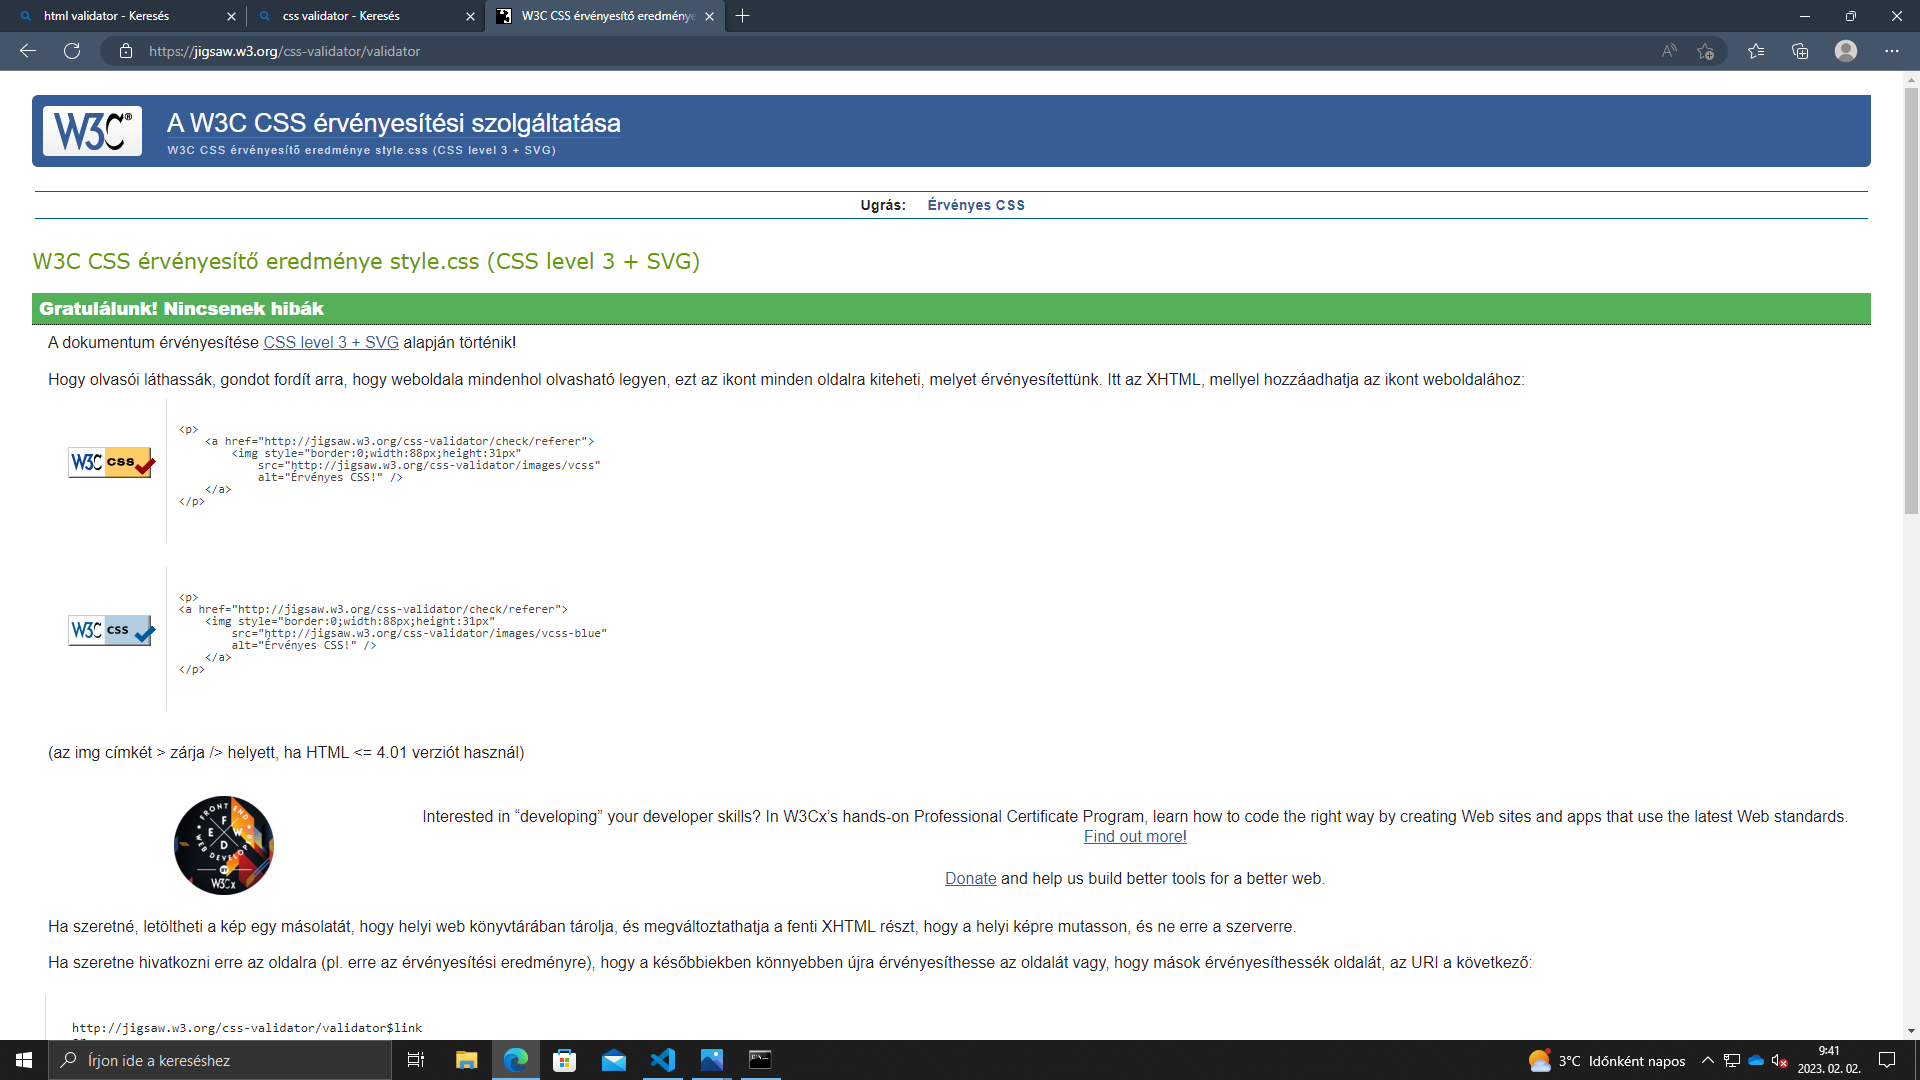 html validator - Keresés
css validator - Keresés
W3C CSS érvényesítő eredménye
https://jigsaw.w3.org/css-validator/validator
W3C®
A W3C CSS érvényesítési szolgáltatása
W3C CSS érvényesítő eredménye style.css (CSS level 3 + SVG)
Ugrás: Érvényes CSS
W3C CSS érvényesítő eredménye style.css (CSS level 3 + SVG)
Gratulálunk! Nincsenek hibák
A dokumentum érvényesítése CSS level 3 + SVG alapján történik!
Hogy olvasói láthassák, gondot fordít arra, hogy weboldala mindenhol olvasható legyen, ezt az ikont minden oldalra kiteheti, melyet érvényesítettünk. Itt az XHTML, mellyel hozzáadhatja az ikont weboldalához:
W3C css
<p>
<a href="http://jigsaw.w3.org/css-validator/check/referer">
<img style="border:0;width:88px;height:31px"
src="http://jigsaw.w3.org/css-validator/images/vcss"
alt="Érvényes CSS!" />
</a>
</p>
W3C css
<p>
<a href="http://jigsaw.w3.org/css-validator/check/referer">
<img style="border:0;width:88px;height:31px"
src="http://jigsaw.w3.org/css-validator/images/vcss-blue"
alt="Érvényes CSS!" />
</a>
</p>
(az img címkét > zárja /> helyett, ha HTML <= 4.01 verziót használ)
FRONT END
F
E W
D
WEB DEVELOPER
W3Cx
Interested in “developing” your developer skills? In W3Cx’s hands-on Professional Certificate Program, learn how to code the right way by creating Web sites and apps that use the latest Web standards.
Find out more!
Donate and help us build better tools for a better web.
Ha szeretné, letöltheti a kép egy másolatát, hogy helyi web könyvtárában tárolja, és megváltoztathatja a fenti XHTML részt, hogy a helyi képre mutasson, és ne erre a szerverre.
Ha szeretne hivatkozni erre az oldalra (pl. erre az érvényesítési eredményre), hogy a későbbiekben könnyebben újra érvényesíthesse az oldalát vagy, hogy mások érvényesíthessék oldalát, az URI a következő:
http://jigsaw.w3.org/css-validator/validator$link
Írjon ide a kereséshez
3°C Időnként napos
9:41
2023. 02. 02.